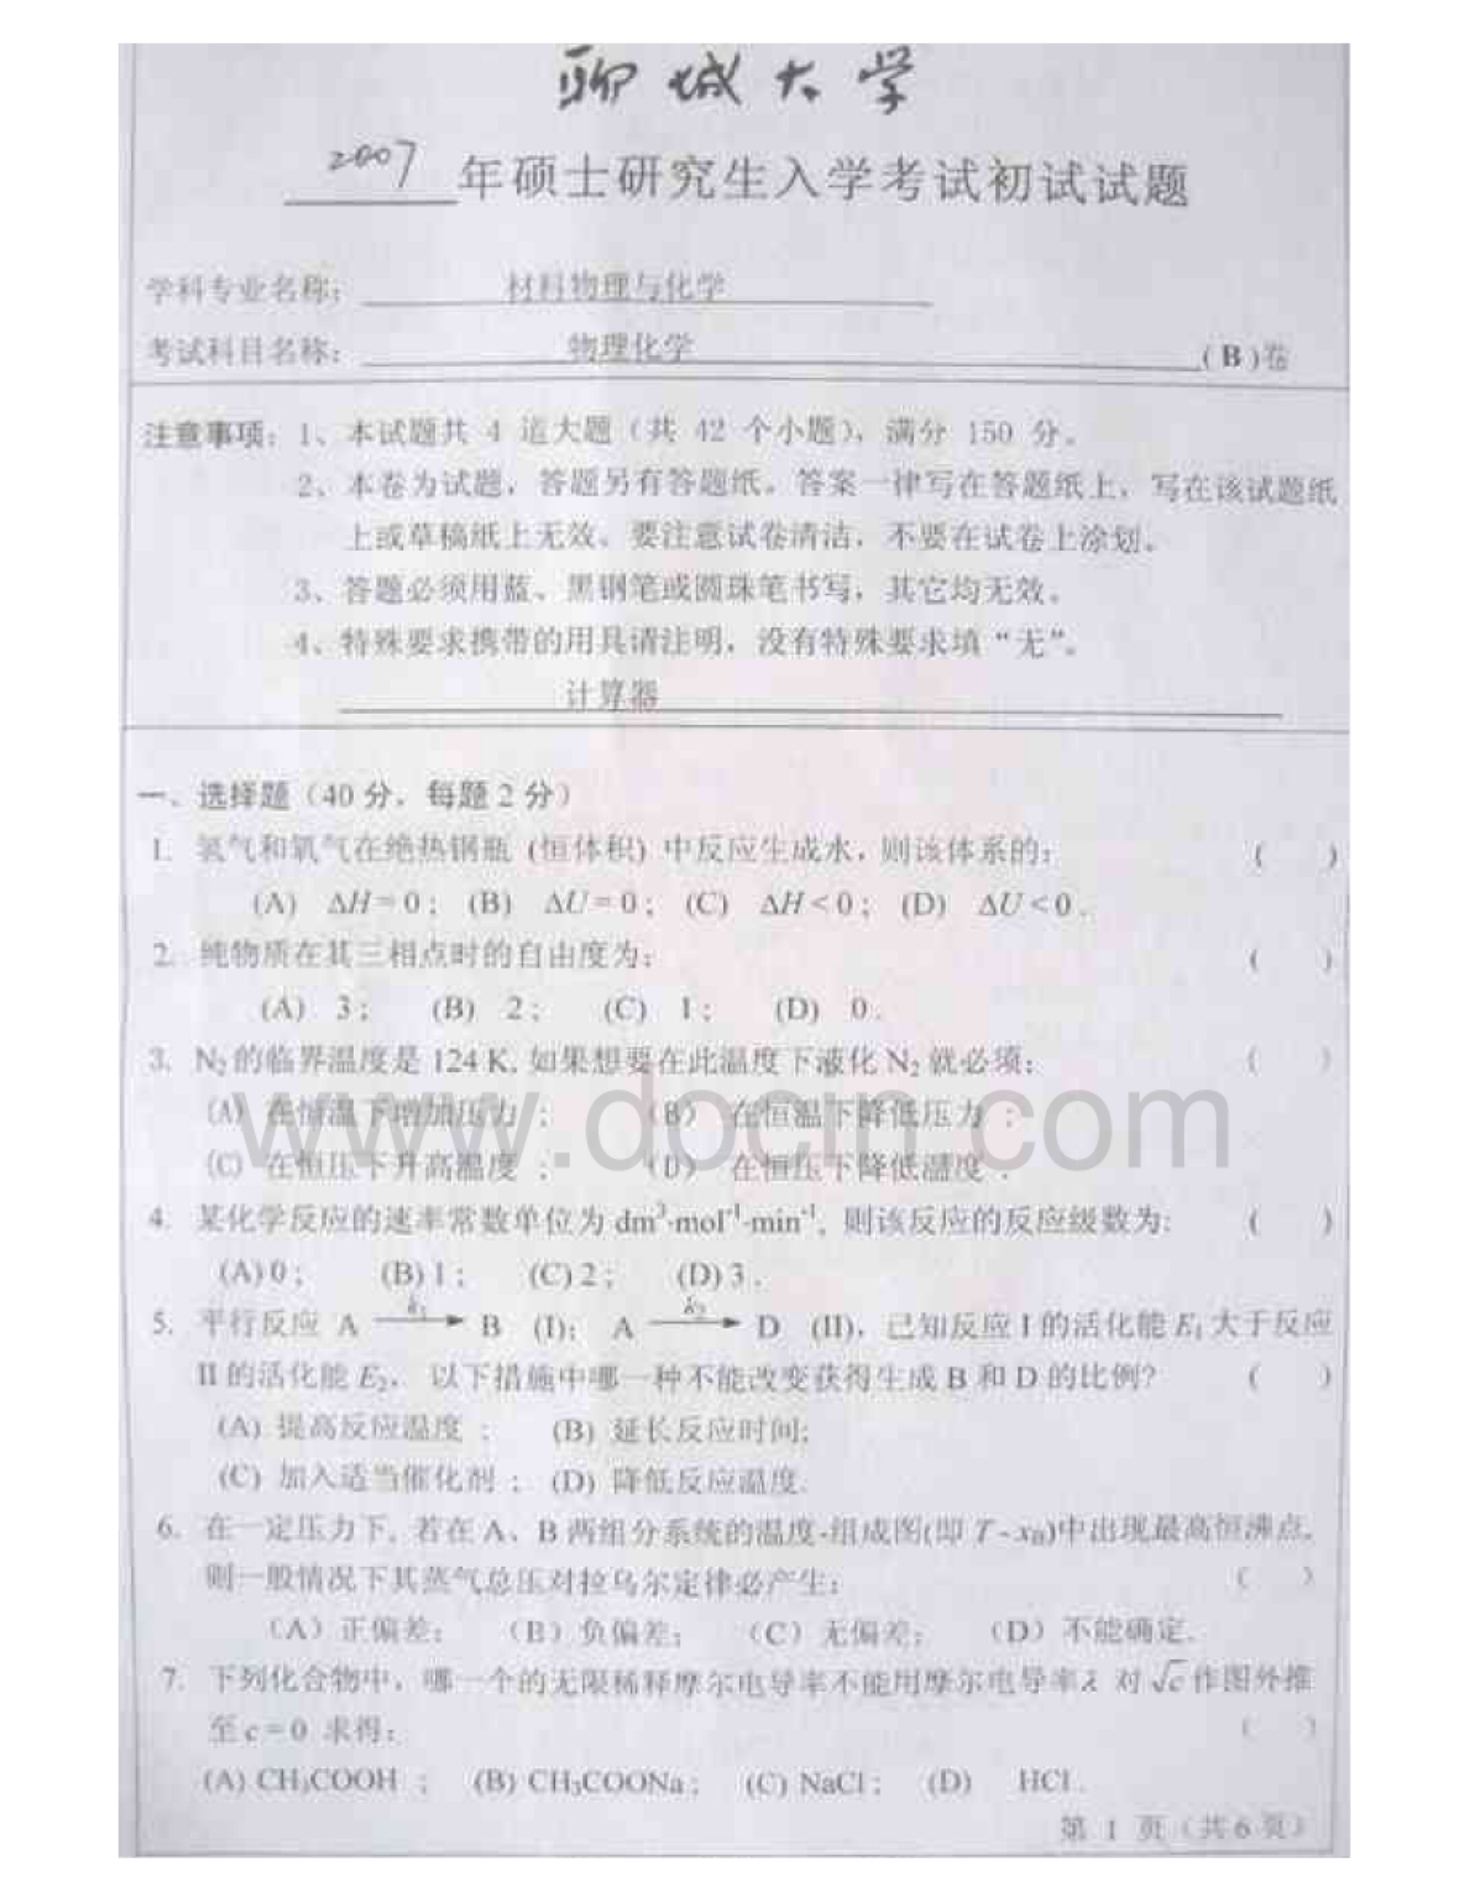 聊城大学
2007年硕士研究生入学考试初试试题
学科专业名称: 材料物理与化学
考试科目名称: 物理化学 (B)卷
注意事项: 1、本试题共 4 道大题（共 42 个小题），满分 150 分。
2、本卷为试题，答题另有答题纸。答案一律写在答题纸上，写在该试题纸
上或草稿纸上无效。要注意试卷清洁，不要在试卷上涂划。
3、答题必须用蓝、黑钢笔或圆珠笔书写，其它均无效。
4、特殊要求携带的用具请注明，没有特殊要求填“无”。
计算器
一、选择题（40 分，每题 2 分）
1. 氢气和氧气在绝热钢瓶 (恒体积) 中反应生成水，则该体系的: ( )
(A) ΔH=0; (B) ΔU=0; (C) ΔH<0; (D) ΔU<0.
2. 纯物质在其三相点时的自由度为: ( )
(A) 3; (B) 2; (C) 1; (D) 0.
3. N₂的临界温度是 124 K, 如果想要在此温度下液化 N₂ 就必须: ( )
(A) 在恒温下增加压力 ; (B) 在恒温下降低压力 ;
(C) 在恒压下升高温度 ; (D) 在恒压下降低温度 .
www.docin.com
4. 某化学反应的速率常数单位为 dm³·mol⁻¹·min⁻¹, 则该反应的反应级数为: ( )
(A) 0; (B) 1; (C) 2; (D) 3.
5. 平行反应 A —k₁→ B (I); A —k₂→ D (II), 已知反应 I 的活化能 E₁ 大于反应
II 的活化能 E₂, 以下措施中哪一种不能改变获得生成 B 和 D 的比例? ( )
(A) 提高反应温度 ; (B) 延长反应时间;
(C) 加入适当催化剂 ; (D) 降低反应温度.
6. 在一定压力下, 若在 A、B 两组分系统的温度-组成图(即 T~x_B)中出现最高恒沸点,
则一般情况下其蒸气总压对拉乌尔定律必产生: ( )
（A）正偏差; （B）负偏差; （C）无偏差; （D）不能确定.
7. 下列化合物中，哪一个的无限稀释摩尔电导率不能用摩尔电导率λ 对 √c 作图外推
至 c=0 求得: ( )
(A) CH₃COOH ; (B) CH₃COONa ; (C) NaCl ; (D) HCl .
第 1 页（共 6 页）